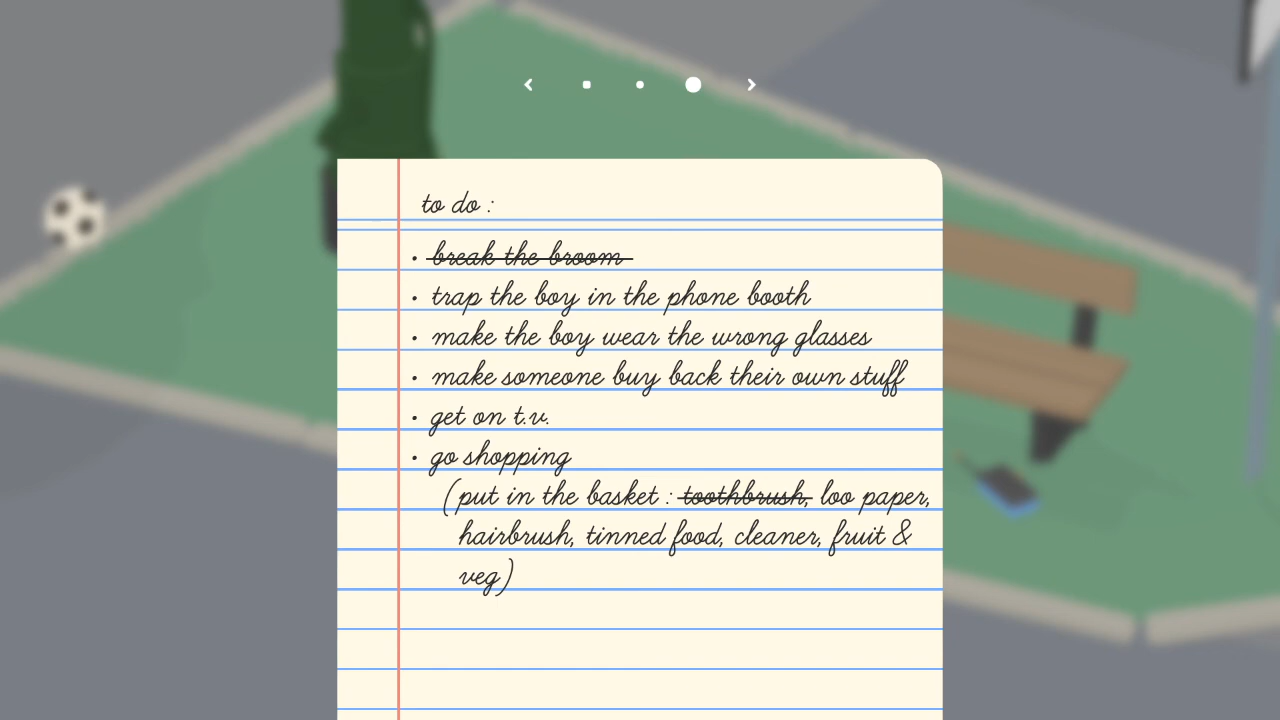 to do :
• break the broom
• trap the boy in the phone booth
• make the boy wear the wrong glasses
• make someone buy back their own stuff
• get on t.v.
• go shopping
(put in the basket : toothbrush, loo paper,
hairbrush, tinned food, cleaner, fruit &
veg)